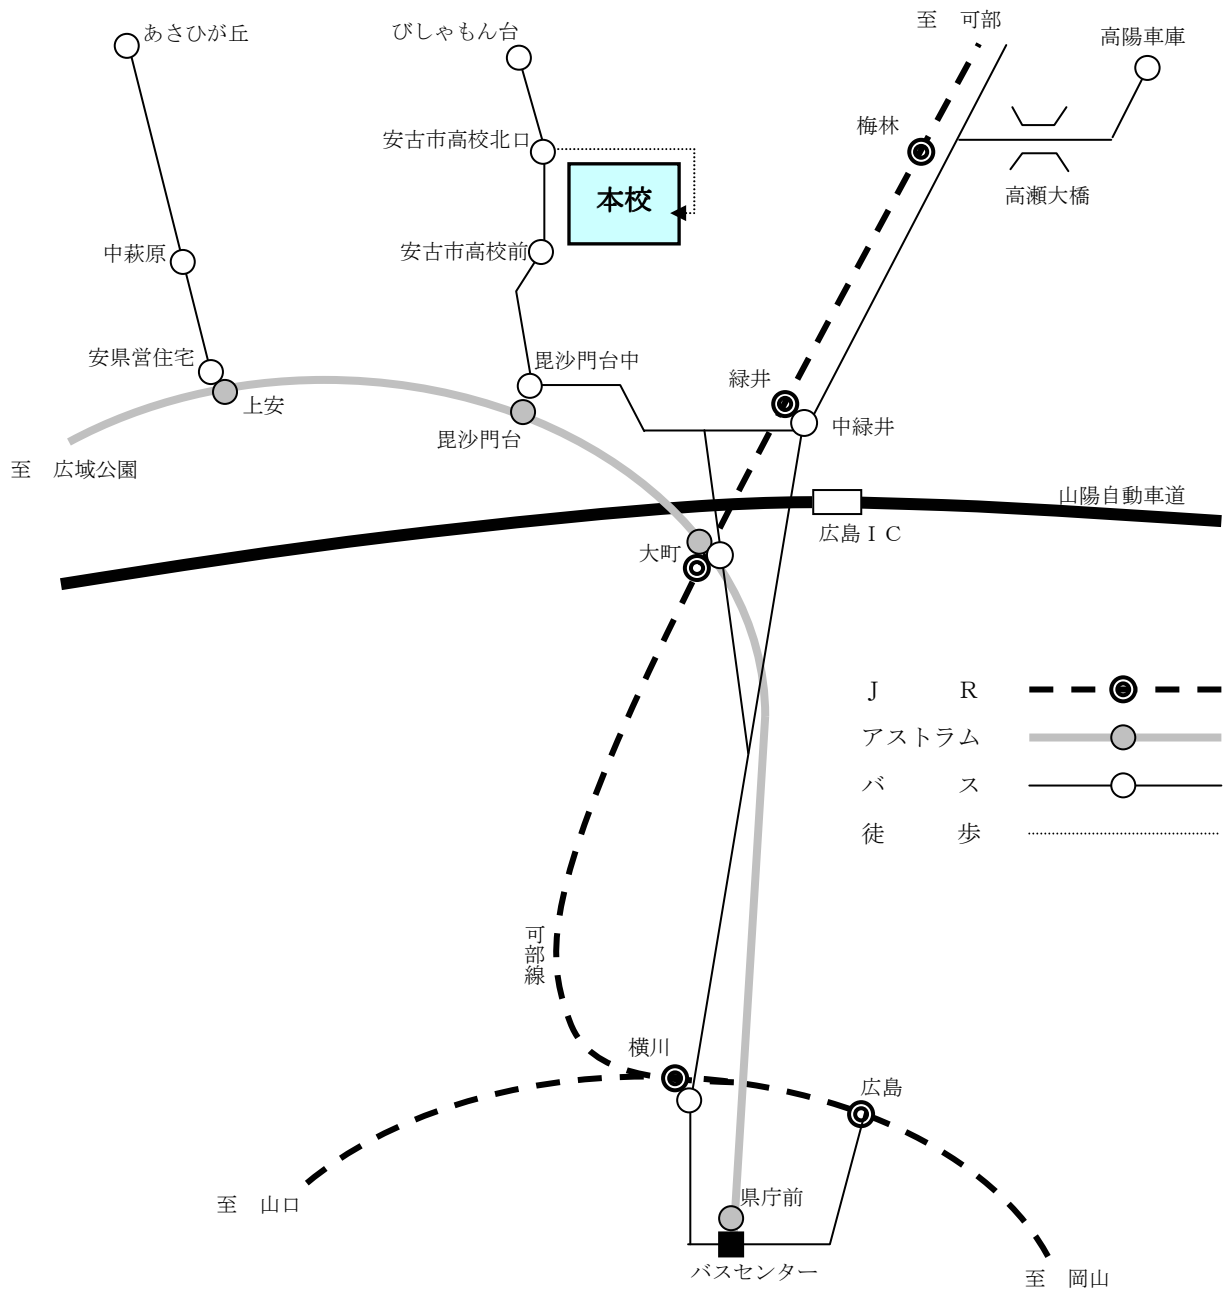 至　可部
あさひが丘
びしゃもん台
高陽車庫
梅林
安古市高校北口
本校
高瀬大橋
中萩原
安古市高校前
安県営住宅
毘沙門台中
緑井
上安
中緑井
毘沙門台
至　広域公園
山陽自動車道
広島ＩＣ
大町
Ｊ　　　Ｒ
アストラム
バ　　　ス
徒　　　歩
可部線
横川
広島
至　山口
県庁前
バスセンター
至　岡山